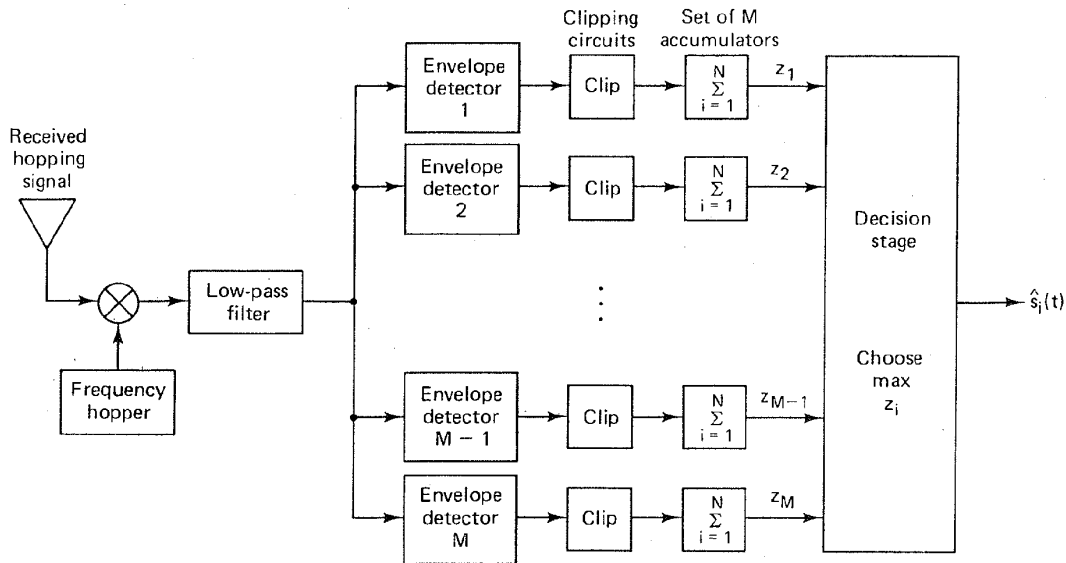 Clipping
circuits
Set of M
accumulators
Envelope
detector
1
Clip
N
Σ
i = 1
z₁
Received
hopping
signal
Envelope
detector
2
Clip
N
Σ
i = 1
z₂
Decision
stage
Low-pass
filter
ŝᵢ(t)
Frequency
hopper
Choose
max
zᵢ
Envelope
detector
M − 1
Clip
N
Σ
i = 1
z_{M−1}
Envelope
detector
M
Clip
N
Σ
i = 1
z_M